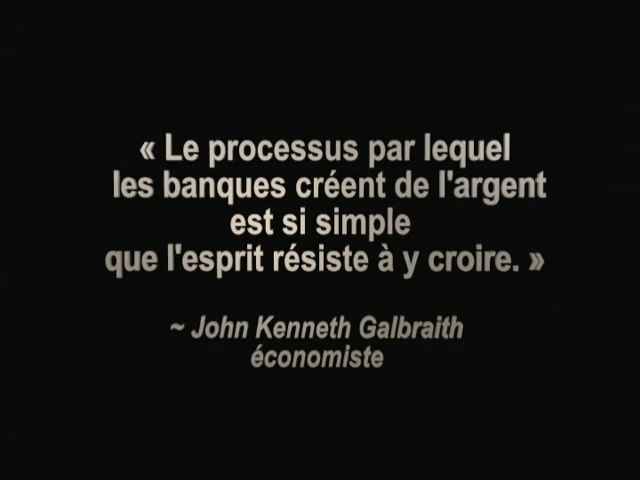 « Le processus par lequel
les banques créent de l'argent
est si simple
que l'esprit résiste à y croire. »
~ John Kenneth Galbraith
économiste